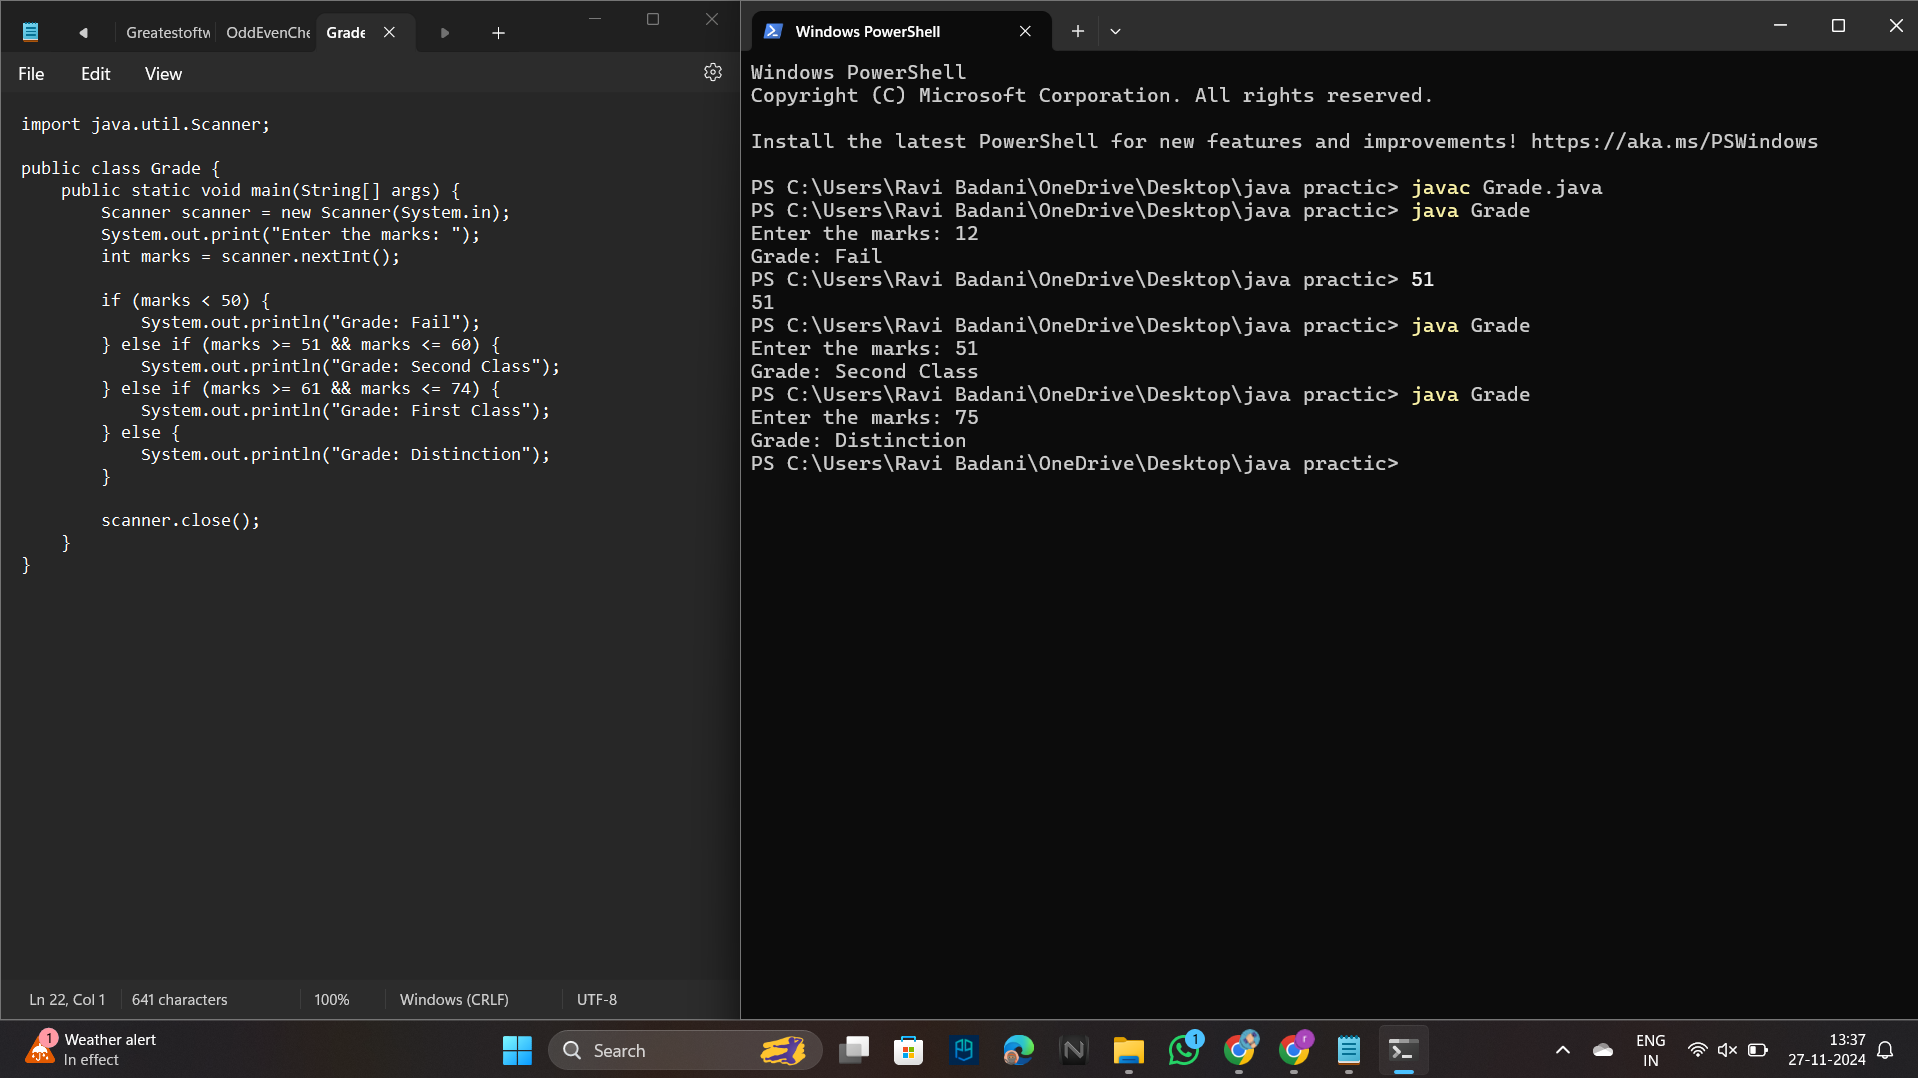 Greatestoftw OddEvenChe Grade
File Edit View
import java.util.Scanner;
public class Grade {
    public static void main(String[] args) {
        Scanner scanner = new Scanner(System.in);
        System.out.print("Enter the marks: ");
        int marks = scanner.nextInt();
        if (marks < 50) {
            System.out.println("Grade: Fail");
        } else if (marks >= 51 && marks <= 60) {
            System.out.println("Grade: Second Class");
        } else if (marks >= 61 && marks <= 74) {
            System.out.println("Grade: First Class");
        } else {
            System.out.println("Grade: Distinction");
        }
        scanner.close();
    }
}
Ln 22, Col 1 641 characters 100% Windows (CRLF) UTF-8
Windows PowerShell
Windows PowerShell
Copyright (C) Microsoft Corporation. All rights reserved.
Install the latest PowerShell for new features and improvements! https://aka.ms/PSWindows
PS C:\Users\Ravi Badani\OneDrive\Desktop\java practic> javac Grade.java
PS C:\Users\Ravi Badani\OneDrive\Desktop\java practic> java Grade
Enter the marks: 12
Grade: Fail
PS C:\Users\Ravi Badani\OneDrive\Desktop\java practic> 51
51
PS C:\Users\Ravi Badani\OneDrive\Desktop\java practic> java Grade
Enter the marks: 51
Grade: Second Class
PS C:\Users\Ravi Badani\OneDrive\Desktop\java practic> java Grade
Enter the marks: 75
Grade: Distinction
PS C:\Users\Ravi Badani\OneDrive\Desktop\java practic>
1
Weather alert
In effect
Search
1
r
ENG
IN
13:37
27-11-2024